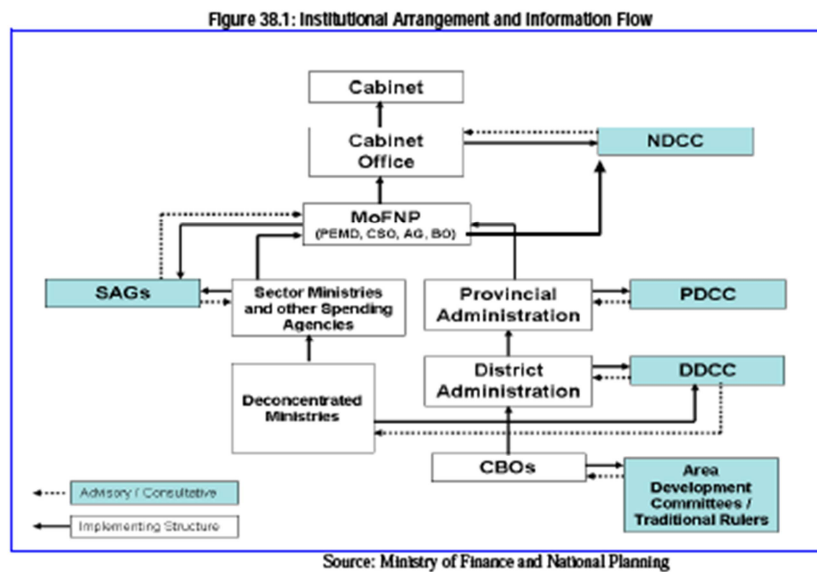 Figure 38.1: Institutional Arrangement and Information Flow
Cabinet
Cabinet
Office
NDCC
MoFNP
(PEMD, CSO, AG, BO)
SAGs
Sector Ministries
and other Spending
Agencies
Provincial
Administration
PDCC
District
Administration
DDCC
Deconcentrated
Ministries
CBOs
Area
Development
Committees /
Traditional Rulers
Advisory / Consultative
Implementing Structure
Source: Ministry of Finance and National Planning